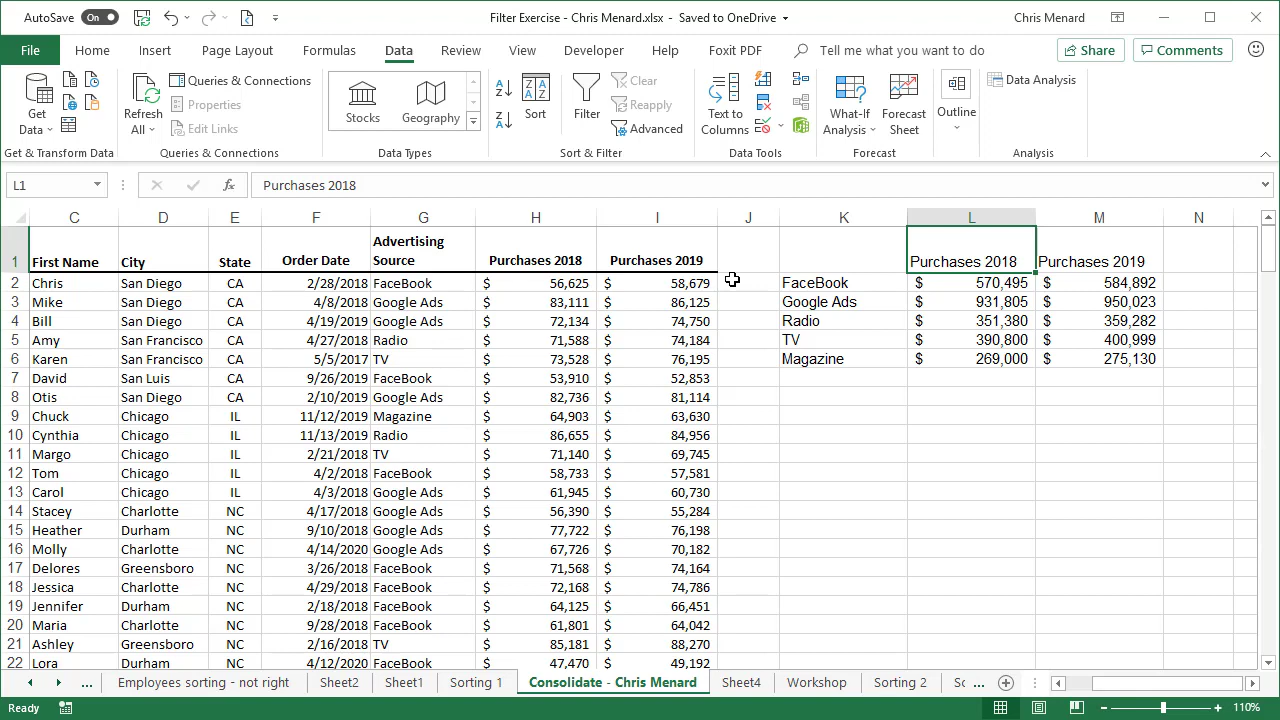 AutoSave On Filter Exercise - Chris Menard.xlsx - Saved to OneDrive Chris Menard
File Home Insert Page Layout Formulas Data Review View Developer Help Foxit PDF Tell me what you want to do Share Comments
Get Data
Refresh All
Queries & Connections
Properties
Edit Links
Stocks
Geography
Sort
Filter
Clear
Reapply
Advanced
Text to Columns
What-If Analysis
Forecast Sheet
Outline
Data Analysis
Get & Transform Data Queries & Connections Data Types Sort & Filter Data Tools Forecast Analysis
L1 fx Purchases 2018
C D E F G H I J K L M N
1 First Name City State Order Date Advertising Source Purchases 2018 Purchases 2019 Purchases 2018 Purchases 2019
2 Chris San Diego CA 2/28/2018 FaceBook $ 56,625 $ 58,679 FaceBook $ 570,495 $ 584,892
3 Mike San Diego CA 4/8/2018 Google Ads $ 83,111 $ 86,125 Google Ads $ 931,805 $ 950,023
4 Bill San Diego CA 4/19/2019 Google Ads $ 72,134 $ 74,750 Radio $ 351,380 $ 359,282
5 Amy San Francisco CA 4/27/2018 Radio $ 71,588 $ 74,184 TV $ 390,800 $ 400,999
6 Karen San Francisco CA 5/5/2017 TV $ 73,528 $ 76,195 Magazine $ 269,000 $ 275,130
7 David San Luis CA 9/26/2019 FaceBook $ 53,910 $ 52,853
8 Otis San Diego CA 2/10/2019 Google Ads $ 82,736 $ 81,114
9 Chuck Chicago IL 11/12/2019 Magazine $ 64,903 $ 63,630
10 Cynthia Chicago IL 11/13/2019 Radio $ 86,655 $ 84,956
11 Margo Chicago IL 2/21/2018 TV $ 71,140 $ 69,745
12 Tom Chicago IL 4/2/2018 FaceBook $ 58,733 $ 57,581
13 Carol Chicago IL 4/3/2018 Google Ads $ 61,945 $ 60,730
14 Stacey Charlotte NC 4/17/2018 Google Ads $ 56,390 $ 55,284
15 Heather Durham NC 9/10/2018 Google Ads $ 77,722 $ 76,198
16 Molly Charlotte NC 4/14/2020 Google Ads $ 67,726 $ 70,182
17 Delores Greensboro NC 3/26/2018 FaceBook $ 71,568 $ 74,164
18 Jessica Charlotte NC 4/29/2018 FaceBook $ 72,168 $ 74,786
19 Jennifer Durham NC 2/18/2018 FaceBook $ 64,125 $ 66,451
20 Maria Charlotte NC 9/28/2018 FaceBook $ 61,801 $ 64,042
21 Ashley Greensboro NC 2/16/2018 TV $ 85,181 $ 88,270
22 Lora Durham NC 4/12/2020 FaceBook $ 47,470 $ 49,192
... Employees sorting - not right Sheet2 Sheet1 Sorting 1 Consolidate - Chris Menard Sheet4 Workshop Sorting 2 Sc ...
Ready 110%